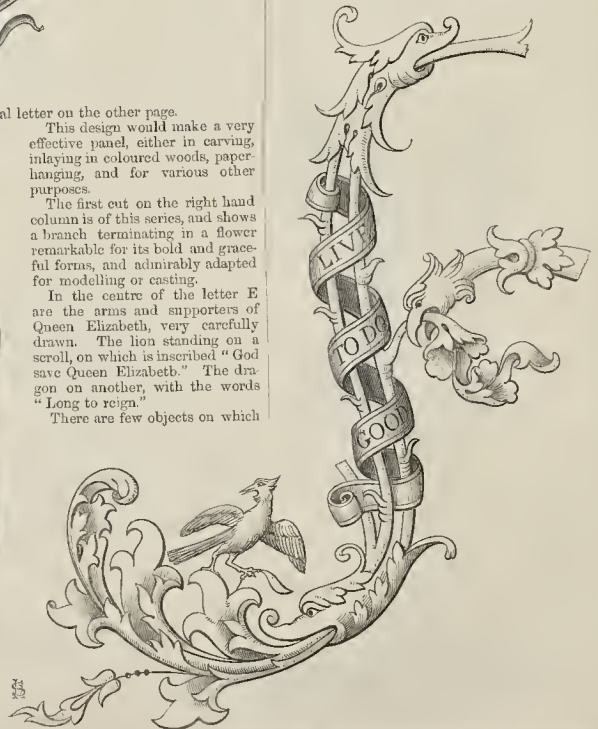 al letter on the other page.
This design would make a very
effective panel, either in carving,
inlaying in coloured woods, paper-
hanging, and for various other
purposes.
The first cut on the right hand
column is of this series, and shows
a branch terminating in a flower
remarkable for its bold and grace-
ful forms, and admirably adapted
for modelling or casting.
In the centre of the letter E
are the arms and supporters of
Queen Elizabeth, very carefully
drawn. The lion standing on a
scroll, on which is inscribed “God
save Queen Elizabeth.” The dra-
gon on another, with the words
“Long to reign.”
There are few objects on which
LIVE
TO DO
GOOD